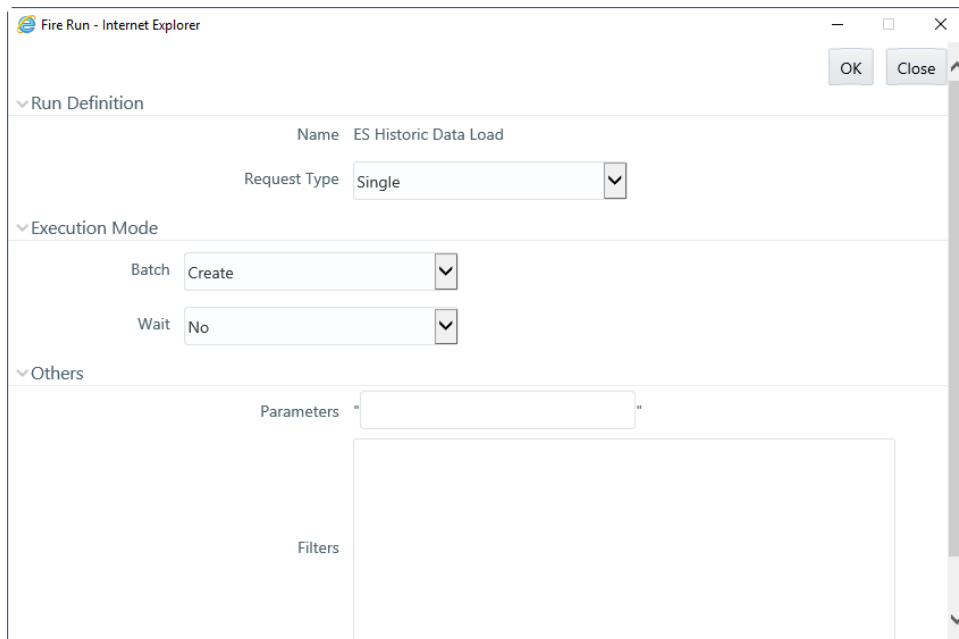 Fire Run - Internet Explorer
OK Close
Run Definition
Name ES Historic Data Load
Request Type Single
Execution Mode
Batch Create
Wait No
Others
Parameters " "
Filters